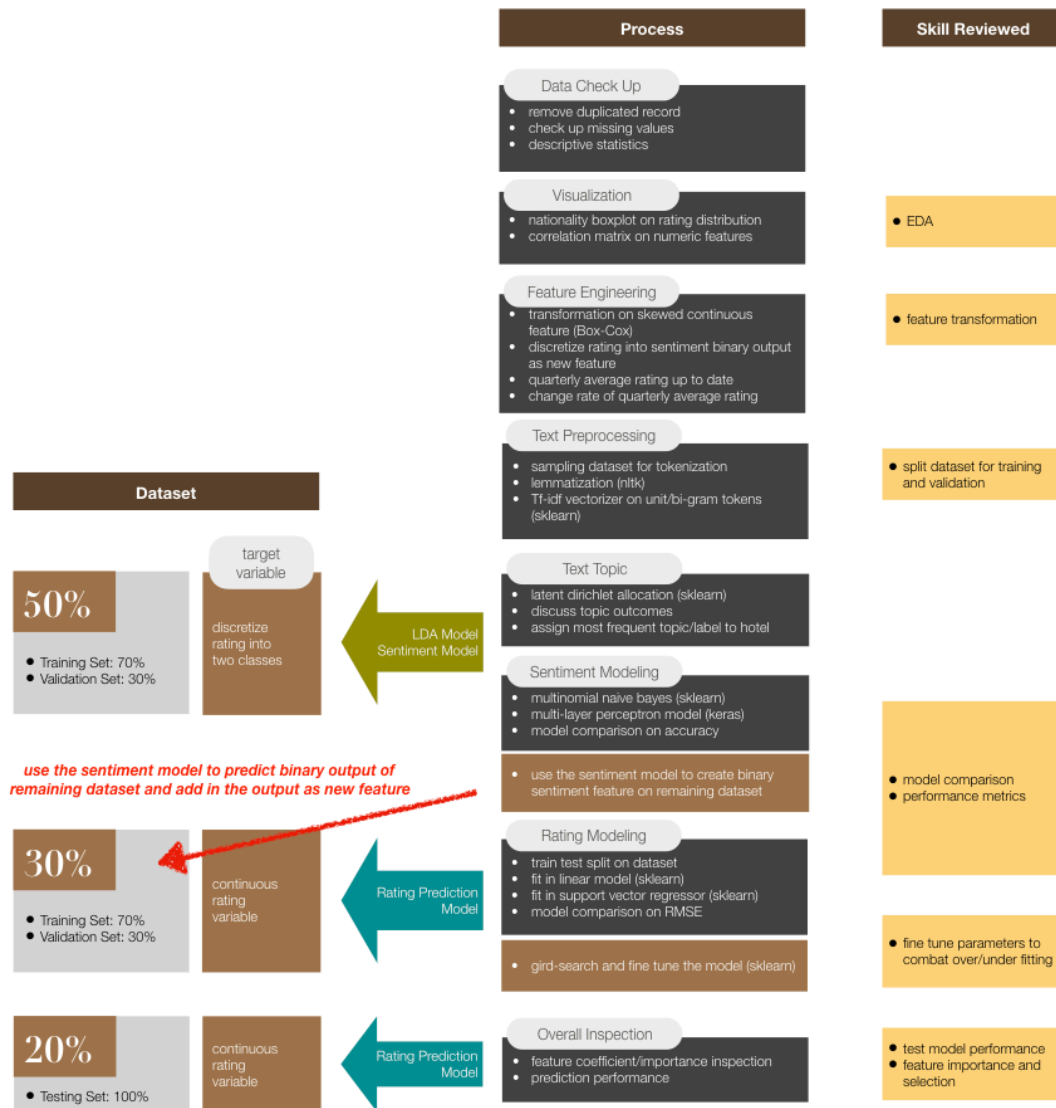 Process
Skill Reviewed
Data Check Up
• remove duplicated record
• check up missing values
• descriptive statistics
Visualization
• nationality boxplot on rating distribution
• correlation matrix on numeric features
• EDA
Feature Engineering
• transformation on skewed continuous
feature (Box-Cox)
• discretize rating into sentiment binary output
as new feature
• quarterly average rating up to date
• change rate of quarterly average rating
• feature transformation
Text Preprocessing
• sampling dataset for tokenization
• lemmatization (nltk)
• Tf-idf vectorizer on unit/bi-gram tokens
(sklearn)
• split dataset for training
and validation
Dataset
target
variable
50%
• Training Set: 70%
• Validation Set: 30%
discretize
rating into
two classes
LDA Model
Sentiment Model
Text Topic
• latent dirichlet allocation (sklearn)
• discuss topic outcomes
• assign most frequent topic/label to hotel
Sentiment Modeling
• multinomial naive bayes (sklearn)
• multi-layer perceptron model (keras)
• model comparison on accuracy
• use the sentiment model to create binary
sentiment feature on remaining dataset
• model comparison
• performance metrics
use the sentiment model to predict binary output of
remaining dataset and add in the output as new feature
30%
• Training Set: 70%
• Validation Set: 30%
continuous
rating
variable
Rating Prediction
Model
Rating Modeling
• train test split on dataset
• fit in linear model (sklearn)
• fit in support vector regressor (sklearn)
• model comparison on RMSE
• gird-search and fine tune the model (sklearn)
• fine tune parameters to
combat over/under fitting
20%
• Testing Set: 100%
continuous
rating
variable
Rating Prediction
Model
Overall Inspection
• feature coefficient/importance inspection
• prediction performance
• test model performance
• feature importance and
selection